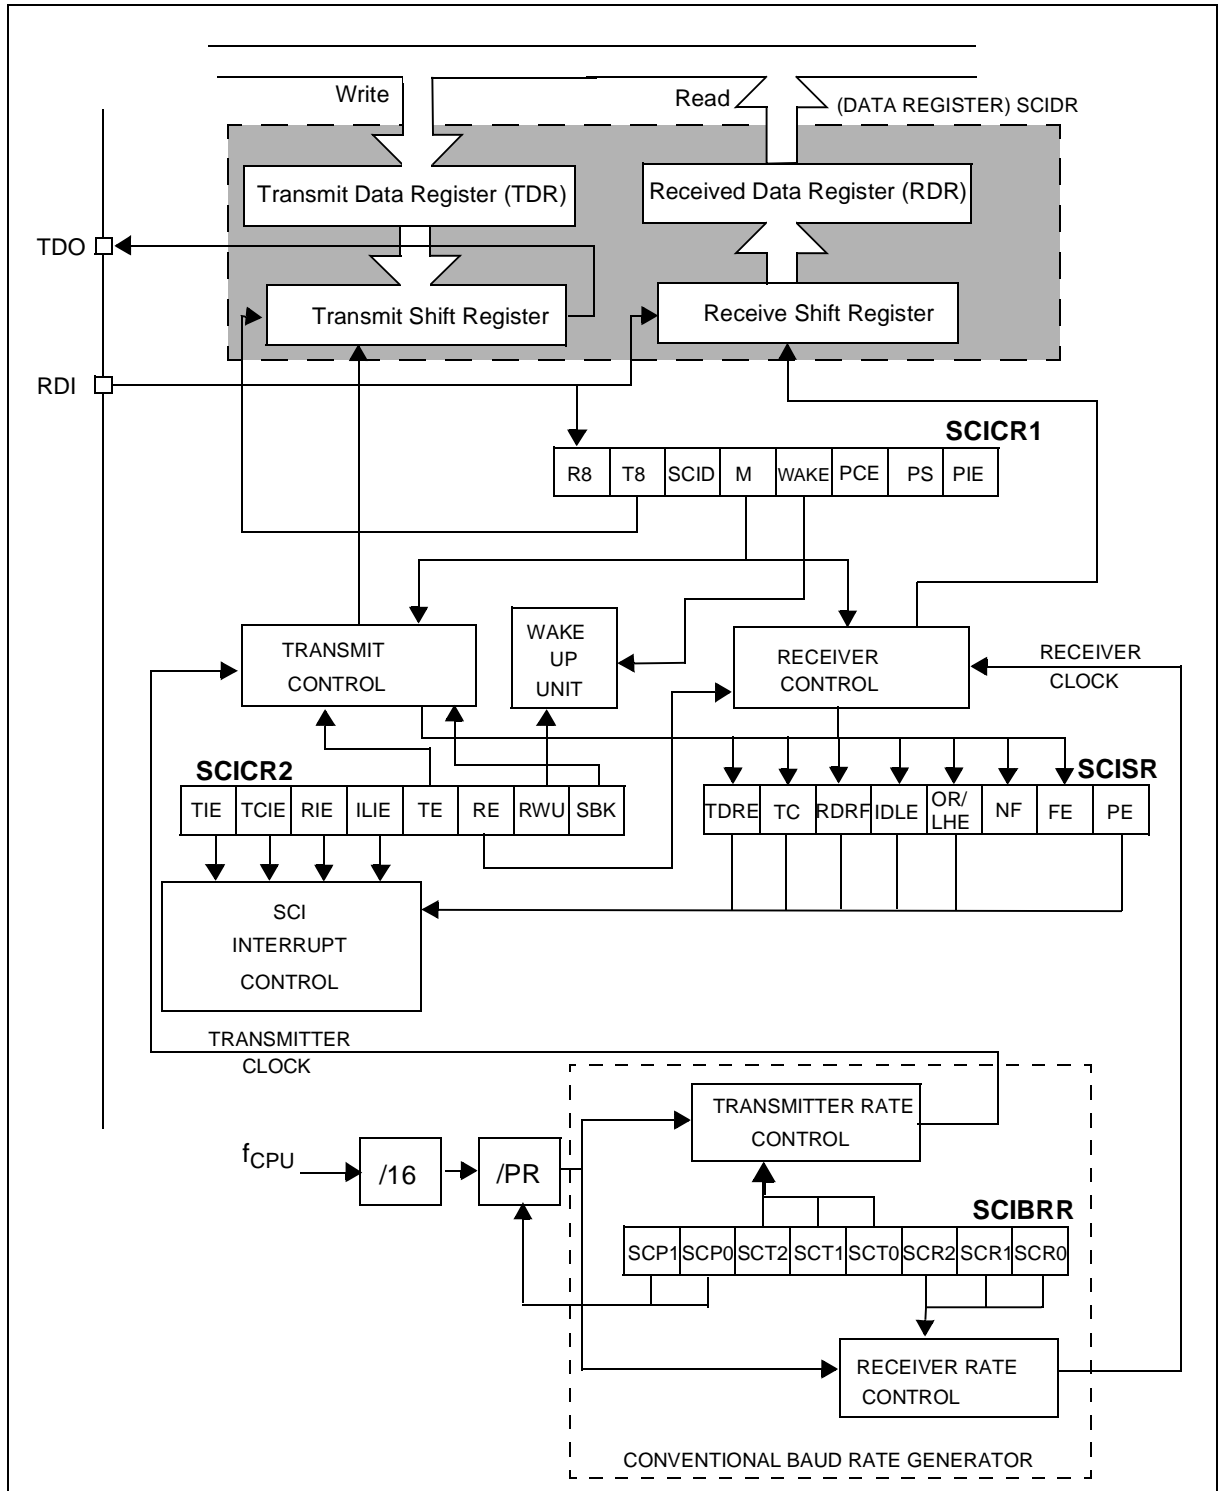 Write
Read
(DATA REGISTER) SCIDR
Transmit Data Register (TDR)
Received Data Register (RDR)
TDO
Transmit Shift Register
Receive Shift Register
RDI
SCICR1
R8 T8 SCID M WAKE PCE PS PIE
TRANSMIT
CONTROL
WAKE
UP
UNIT
RECEIVER
CONTROL
RECEIVER
CLOCK
SCICR2
TIE TCIE RIE ILIE TE RE RWU SBK
SCISR
TDRE TC RDRF IDLE OR/
LHE NF FE PE
SCI
INTERRUPT
CONTROL
TRANSMITTER
CLOCK
TRANSMITTER RATE
CONTROL
fCPU
/16
/PR
SCIBRR
SCP1 SCP0 SCT2 SCT1 SCT0 SCR2 SCR1 SCR0
RECEIVER RATE
CONTROL
CONVENTIONAL BAUD RATE GENERATOR